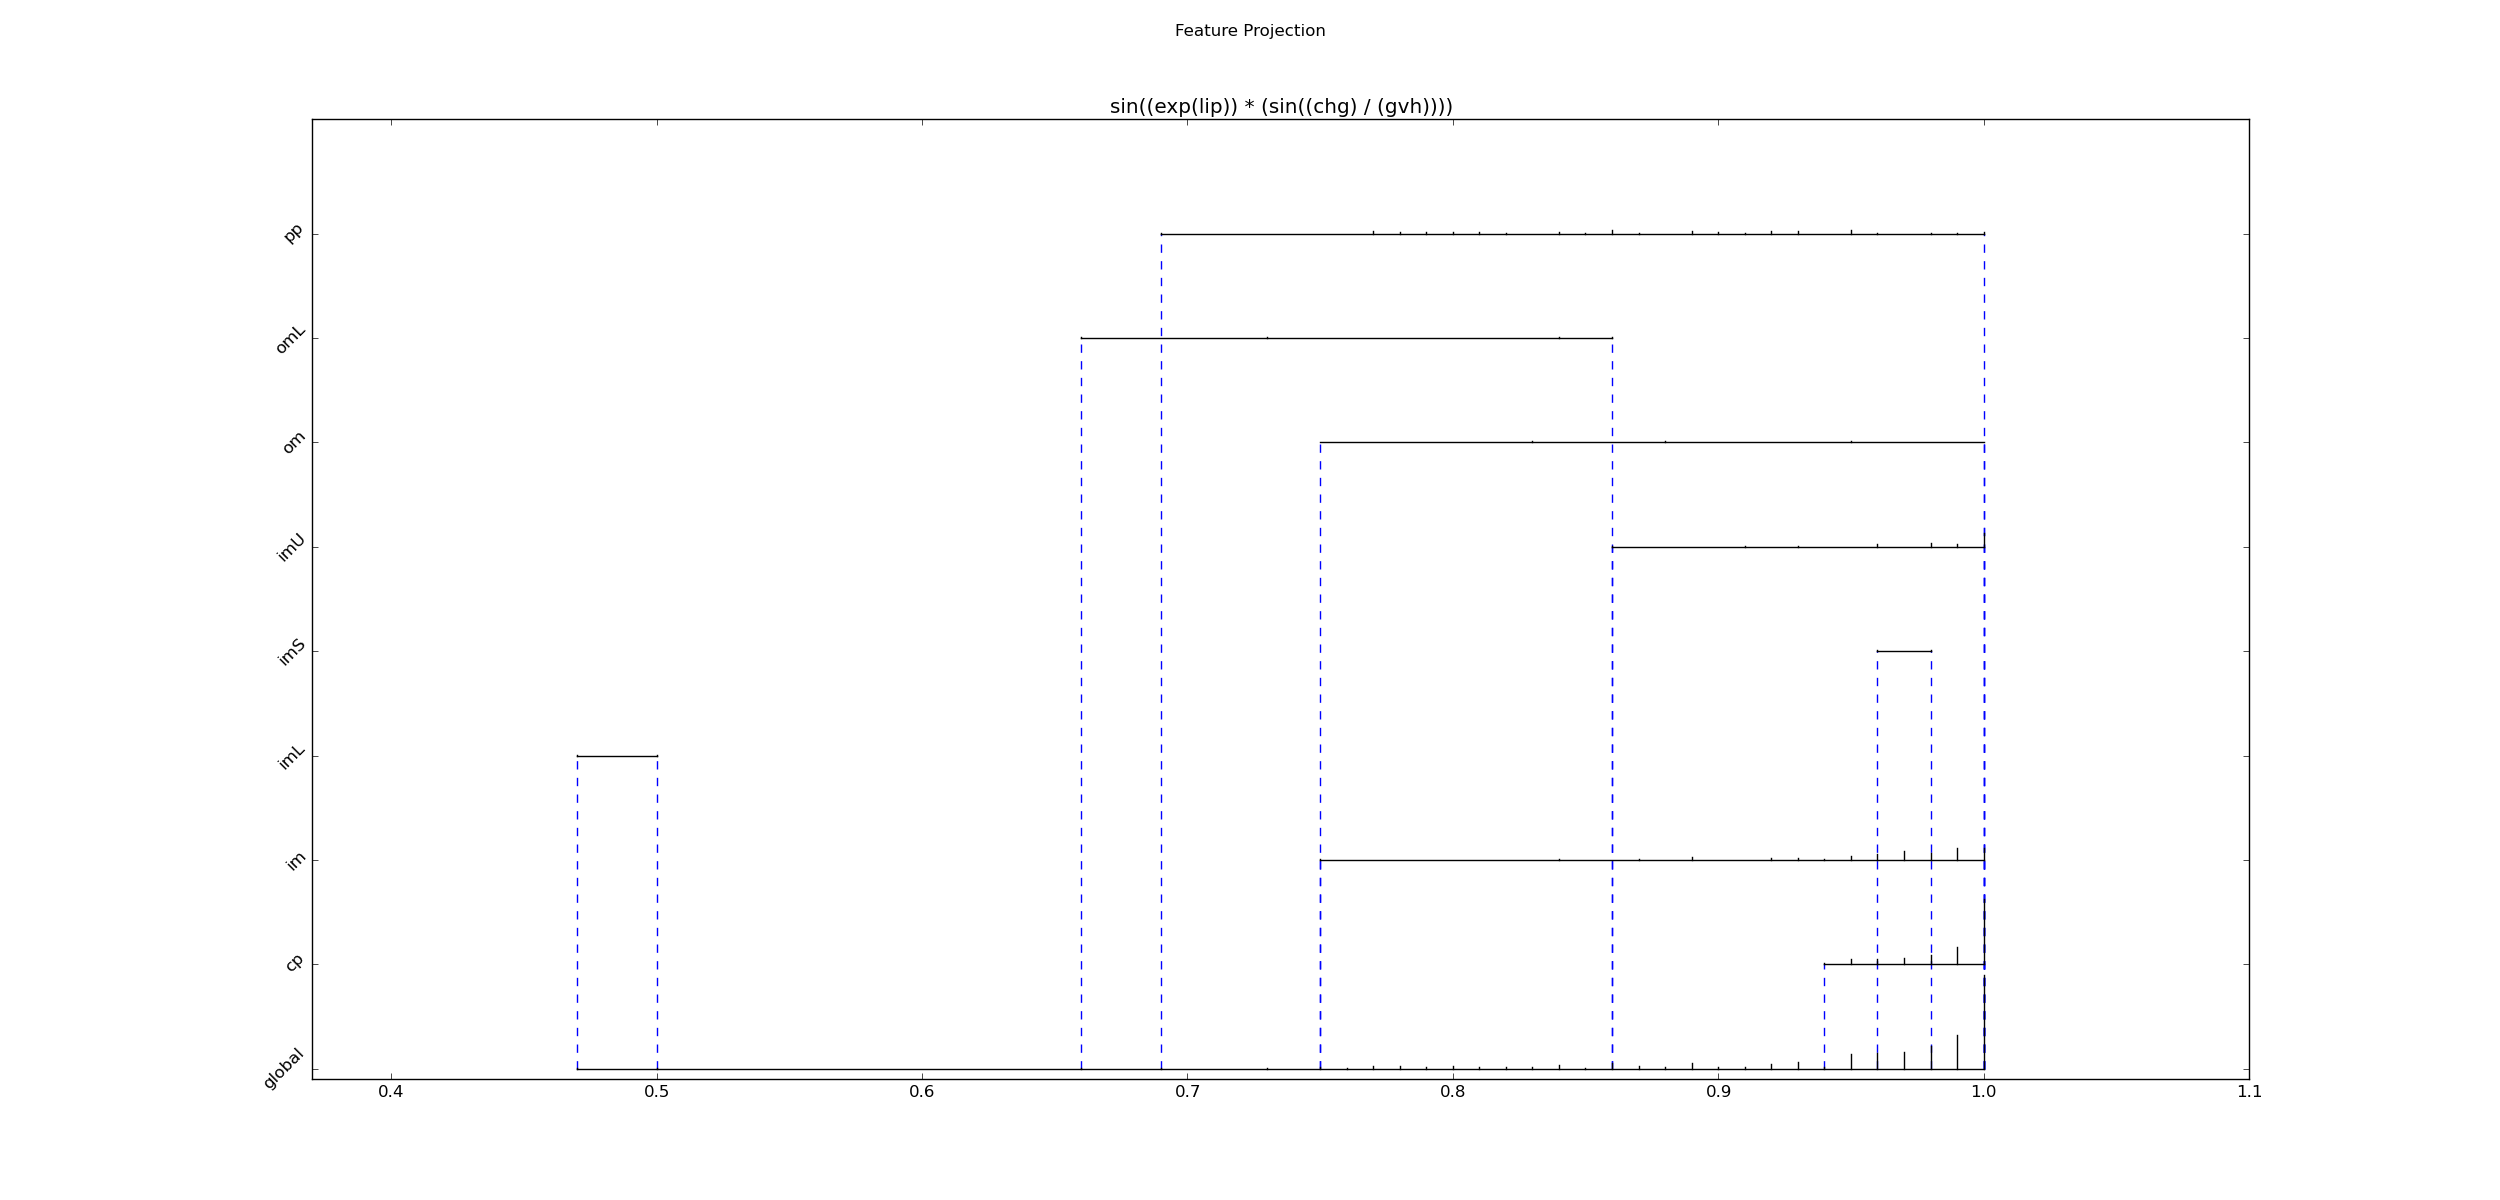 Feature Projection
sin((exp(lip)) * (sin((chg) / (gvh))))
pp
omL
om
imU
imS
imL
im
cp
global
0.4 0.5 0.6 0.7 0.8 0.9 1.0 1.1